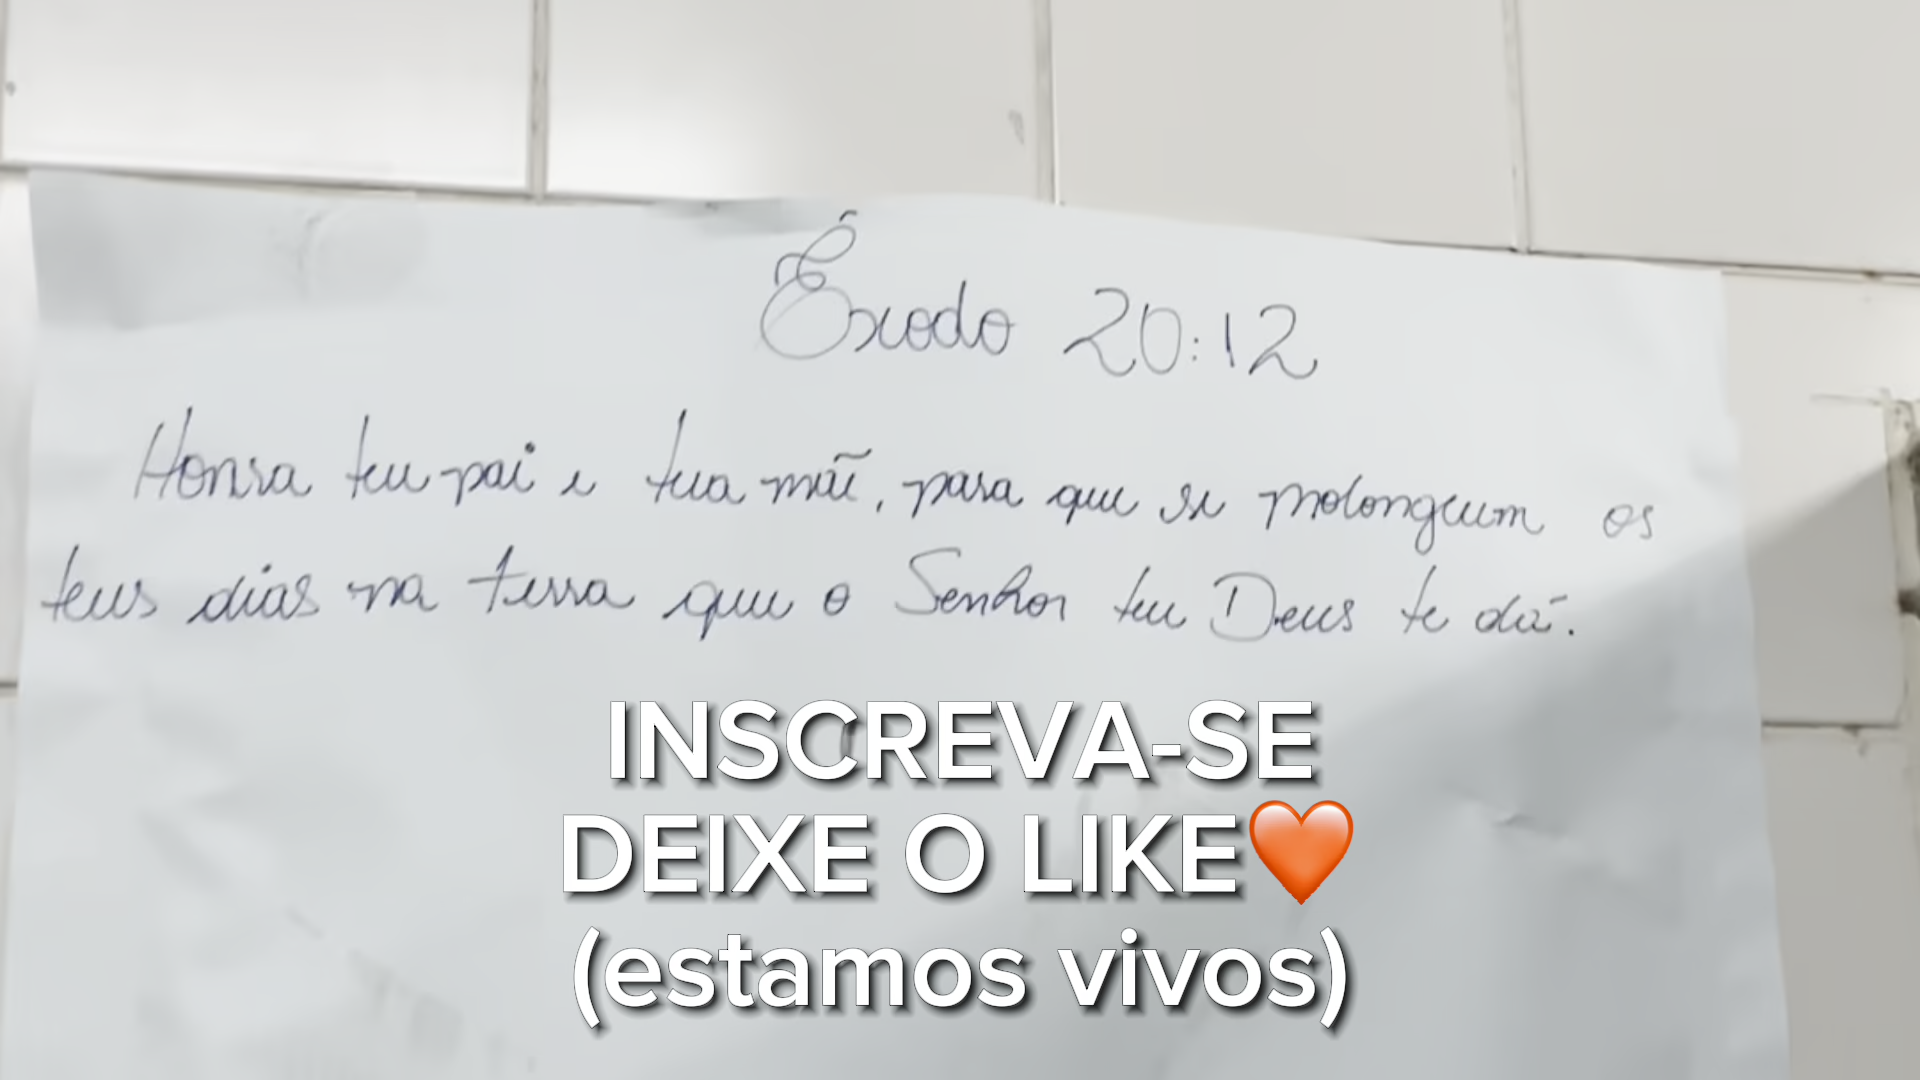 Êxodo 20:12
Honra teu pai e tua mãe, para que se prolonguem os
teus dias na terra que o Senhor teu Deus te dá.
INSCREVA-SE
DEIXE O LIKE🧡
(estamos vivos)